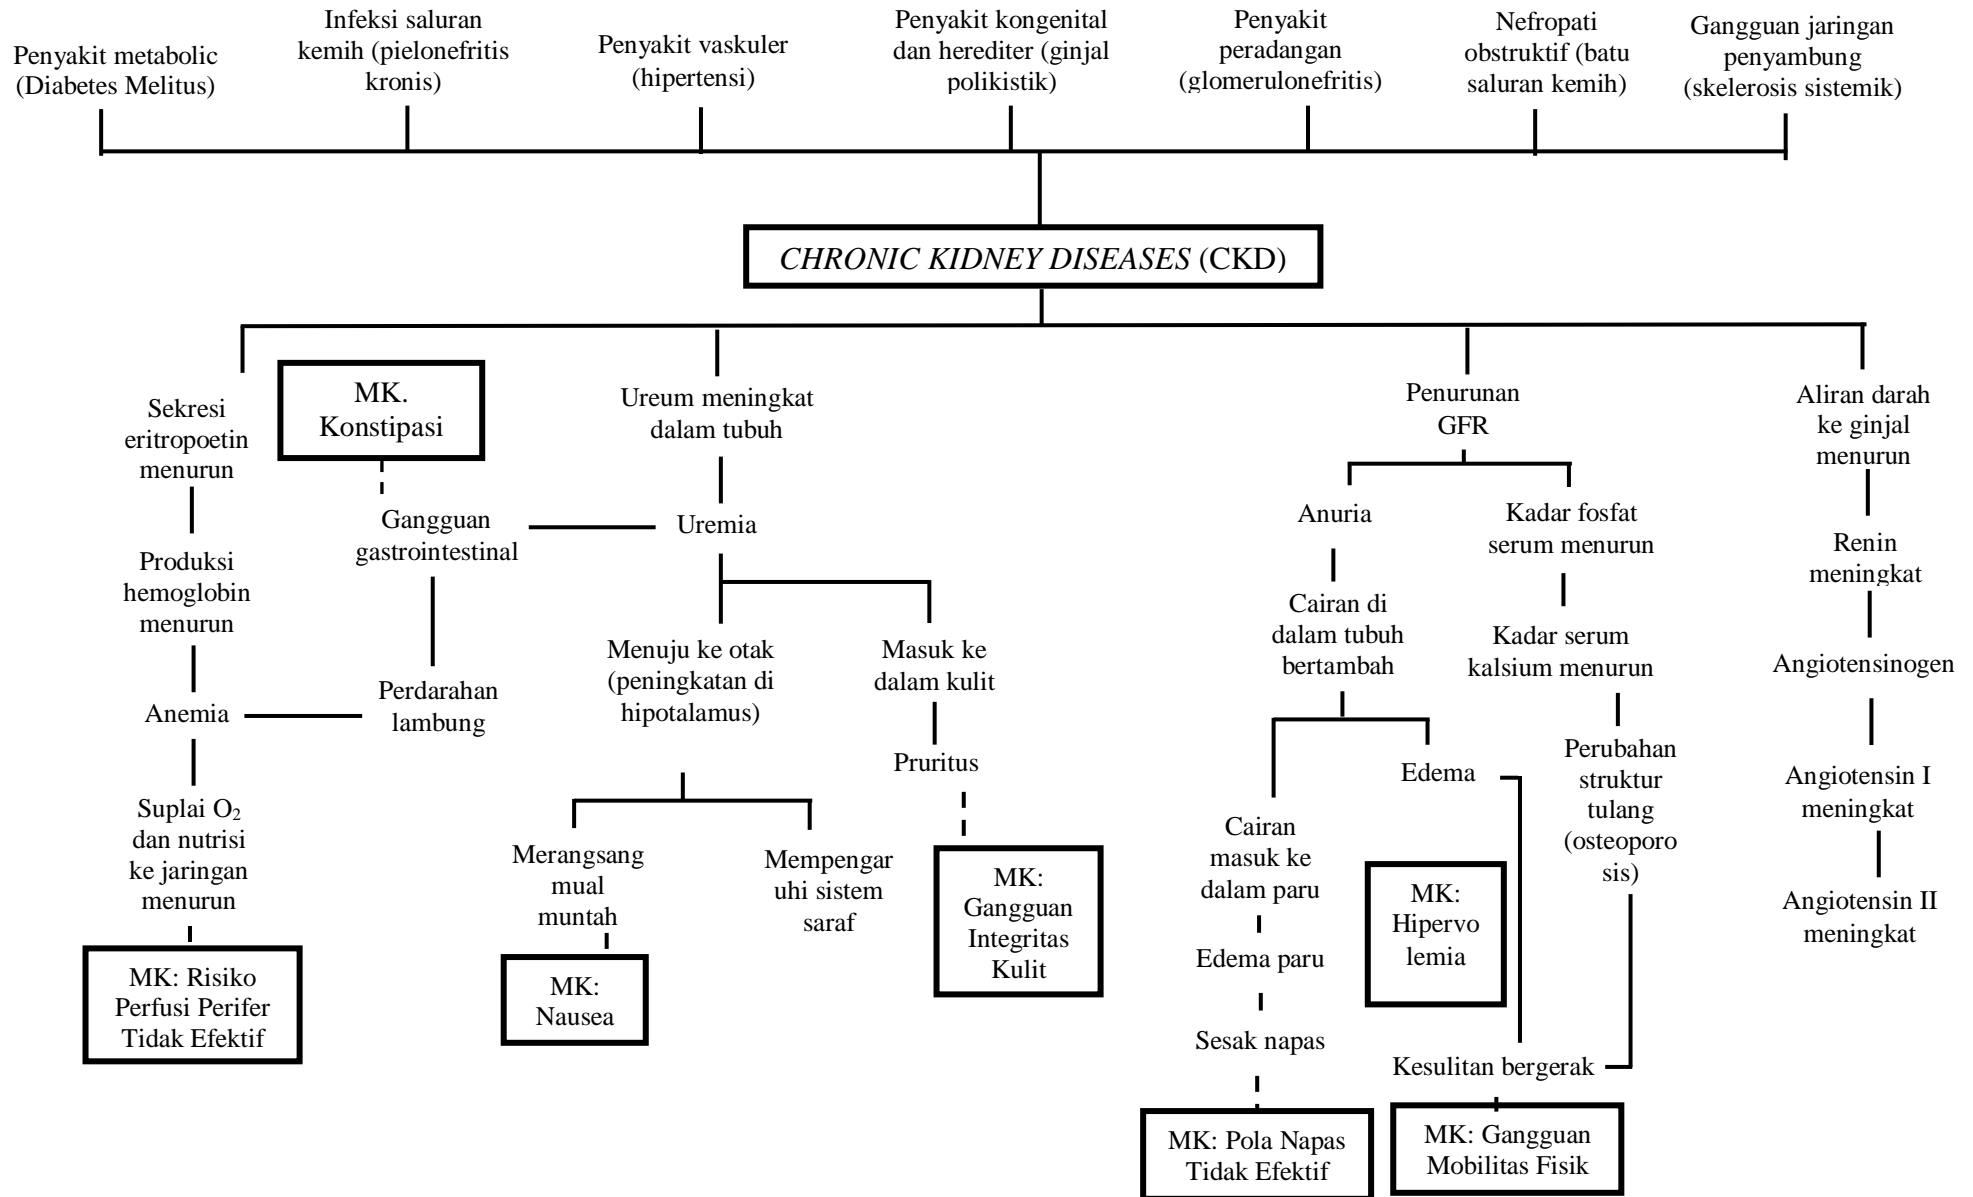 Penyakit metabolic
(Diabetes Melitus)
Infeksi saluran
kemih (pielonefritis
kronis)
Penyakit vaskuler
(hipertensi)
Penyakit kongenital
dan herediter (ginjal
polikistik)
Penyakit
peradangan
(glomerulonefritis)
Nefropati
obstruktif (batu
saluran kemih)
Gangguan jaringan
penyambung
(skelerosis sistemik)
CHRONIC KIDNEY DISEASES (CKD)
Sekresi
eritropoetin
menurun
MK.
Konstipasi
Ureum meningkat
dalam tubuh
Penurunan
GFR
Aliran darah
ke ginjal
menurun
Gangguan
gastrointestinal
Uremia
Anuria
Kadar fosfat
serum menurun
Renin
meningkat
Produksi
hemoglobin
menurun
Cairan di
dalam tubuh
bertambah
Kadar serum
kalsium menurun
Angiotensinogen
Menuju ke otak
(peningkatan di
hipotalamus)
Masuk ke
dalam kulit
Anemia
Perdarahan
lambung
Pruritus
Edema
Perubahan
struktur
tulang
(osteoporo
sis)
Angiotensin I
meningkat
Suplai O₂
dan nutrisi
ke jaringan
menurun
Merangsang
mual
muntah
Mempengar
uhi sistem
saraf
MK:
Gangguan
Integritas
Kulit
Cairan
masuk ke
dalam paru
MK:
Hipervo
lemia
Angiotensin II
meningkat
Edema paru
MK: Risiko
Perfusi Perifer
Tidak Efektif
MK:
Nausea
Sesak napas
Kesulitan bergerak
MK: Pola Napas
Tidak Efektif
MK: Gangguan
Mobilitas Fisik